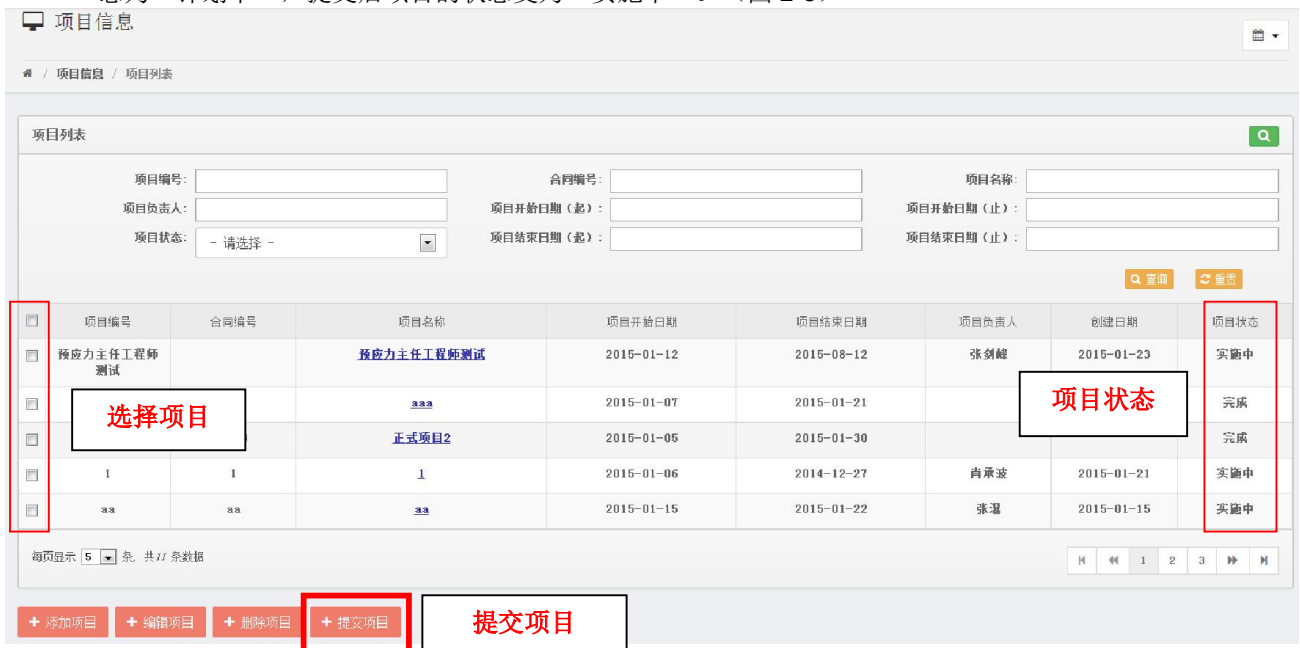 项目信息
/ 项目信息 / 项目列表
项目列表
项目编号: 合同编号: 项目名称:
项目负责人: 项目开始日期（起）: 项目开始日期（止）:
项目状态: - 请选择 - 项目结束日期（起）: 项目结束日期（止）:
查询 重置
项目编号 合同编号 项目名称 项目开始日期 项目结束日期 项目负责人 创建日期 项目状态
预应力主任工程师测试 预应力主任工程师测试 2015-01-12 2015-08-12 张剑峰 2015-01-23 实施中
aaa 2015-01-07 2015-01-21 完成
选择项目 项目状态
正式项目2 2015-01-05 2015-01-30 完成
1 1 1 2015-01-06 2014-12-27 肖承波 2015-01-21 实施中
aa aa aa 2015-01-15 2015-01-22 张湛 2015-01-15 实施中
每页显示 5 条 共11 条数据 1 2 3
添加项目 编辑项目 删除项目 提交项目 提交项目